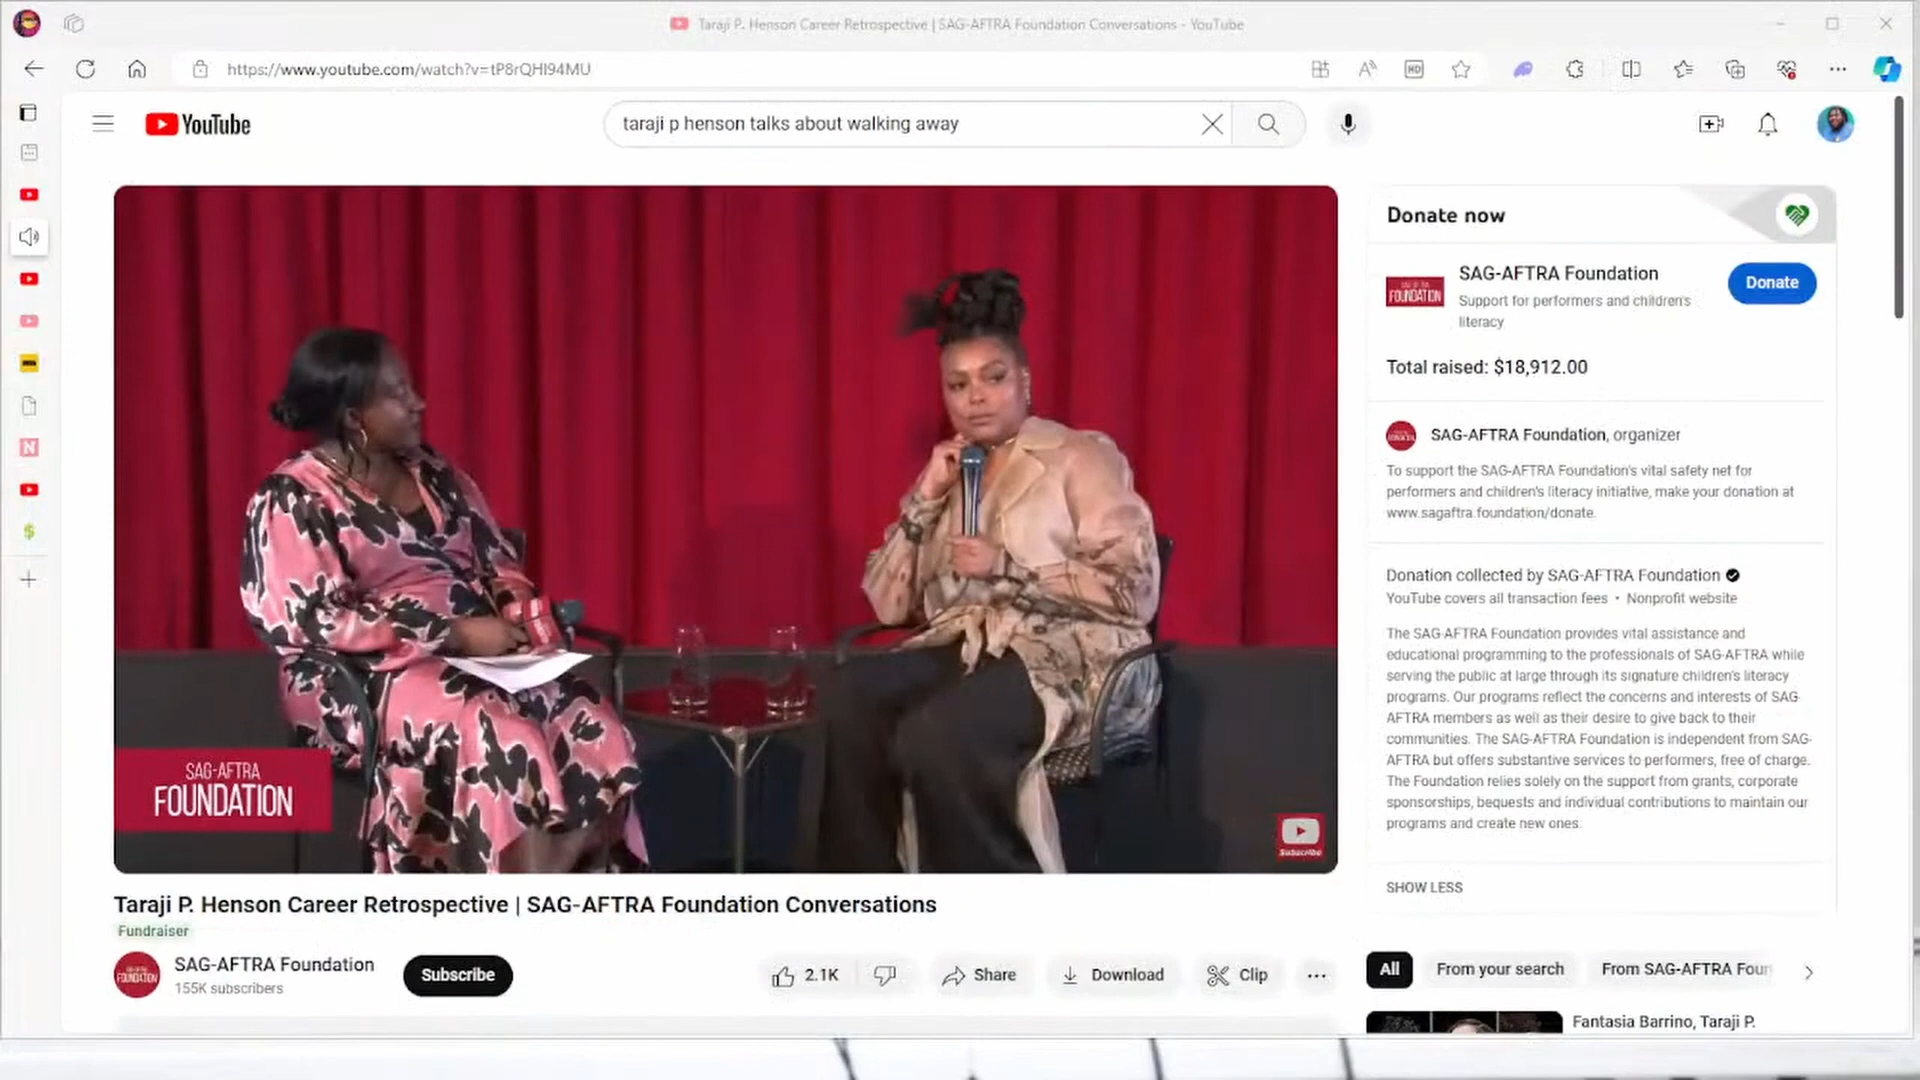 Taraji P. Henson Career Retrospective | SAG-AFTRA Foundation Conversations - YouTube
https://www.youtube.com/watch?v=tP8rQHI94MU
YouTube
taraji p henson talks about walking away
SAG-AFTRA
FOUNDATION
Subscribe
Taraji P. Henson Career Retrospective | SAG-AFTRA Foundation Conversations
Fundraiser
FOUNDATION
SAG-AFTRA Foundation
155K subscribers
Subscribe
2.1K
Share
Download
Clip
Donate now
FOUNDATION
SAG-AFTRA Foundation
Support for performers and children's
literacy
Donate
Total raised: $18,912.00
SAG-AFTRA Foundation, organizer
To support the SAG-AFTRA Foundation's vital safety net for
performers and children's literacy initiative, make your donation at
www.sagaftra.foundation/donate.
Donation collected by SAG-AFTRA Foundation
YouTube covers all transaction fees • Nonprofit website
The SAG-AFTRA Foundation provides vital assistance and
educational programming to the professionals of SAG-AFTRA while
serving the public at large through its signature children's literacy
programs. Our programs reflect the concerns and interests of SAG-
AFTRA members as well as their desire to give back to their
communities. The SAG-AFTRA Foundation is independent from SAG-
AFTRA but offers substantive services to performers, free of charge.
The Foundation relies solely on the support from grants, corporate
sponsorships, bequests and individual contributions to maintain our
programs and create new ones.
SHOW LESS
All
From your search
From SAG-AFTRA Foun
Fantasia Barrino, Taraji P.